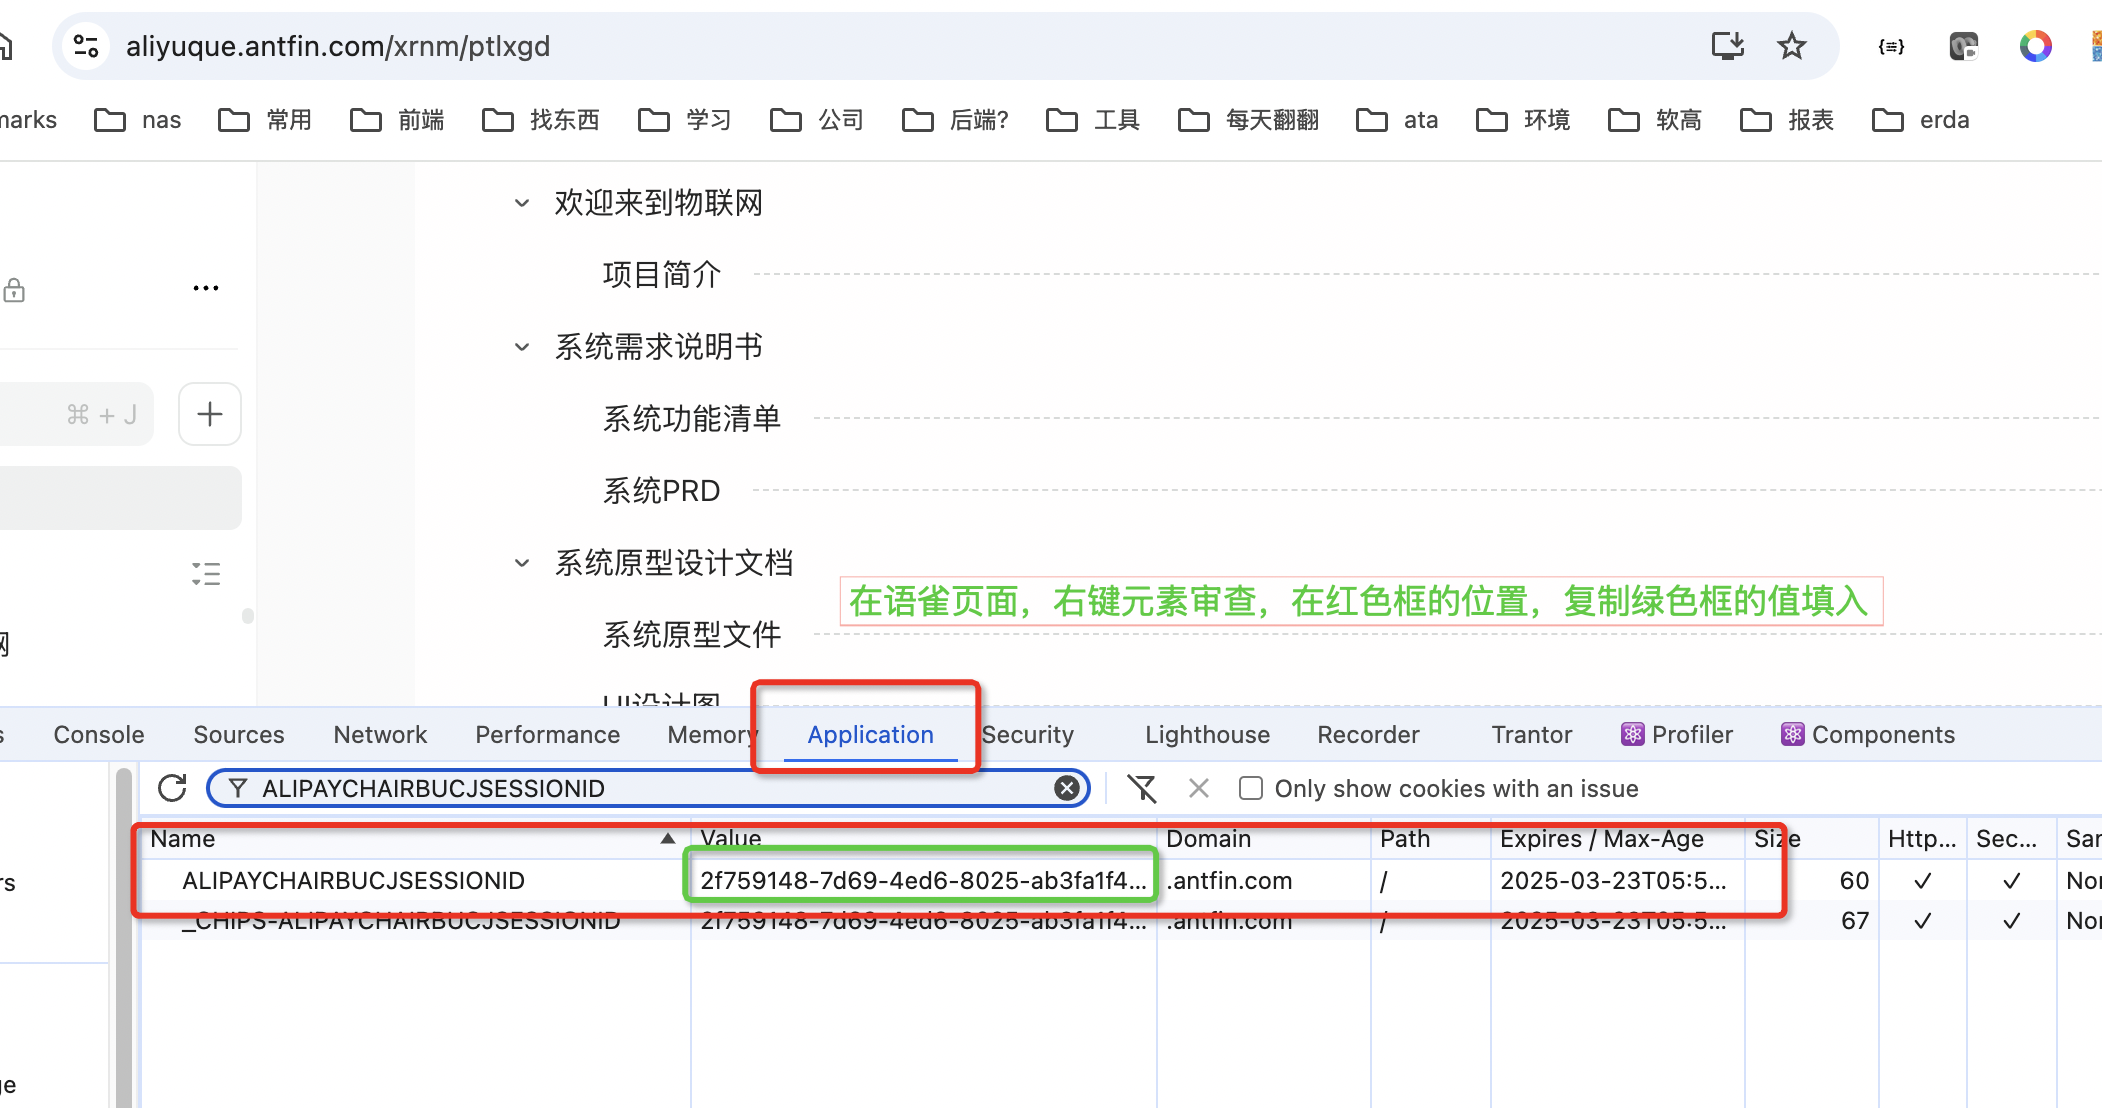 aliyuque.antfin.com/xrnm/ptlxgd
marks nas 常用 前端 找东西 学习 公司 后端? 工具 每天翻翻 ata 环境 软高 报表 erda
欢迎来到物联网
项目简介
系统需求说明书
⌘ + J
系统功能清单
系统PRD
系统原型设计文档
在语雀页面，右键元素审查，在红色框的位置，复制绿色框的值填入
系统原型文件
网
UI设计图
s Console Sources Network Performance Memory Application Security Lighthouse Recorder Trantor Profiler Components
ALIPAYCHAIRBUCJSESSIONID Only show cookies with an issue
Name Value Domain Path Expires / Max-Age Size Http... Sec... Sar
rs ALIPAYCHAIRBUCJSESSIONID 2f759148-7d69-4ed6-8025-ab3fa1f4... .antfin.com / 2025-03-23T05:5... 60 ✓ ✓ Nor
_CHIPS-ALIPAYCHAIRBUCJSESSIONID 2f759148-7d69-4ed6-8025-ab3fa1f4... .antfin.com / 2025-03-23T05:5... 67 ✓ ✓ Nor
ge